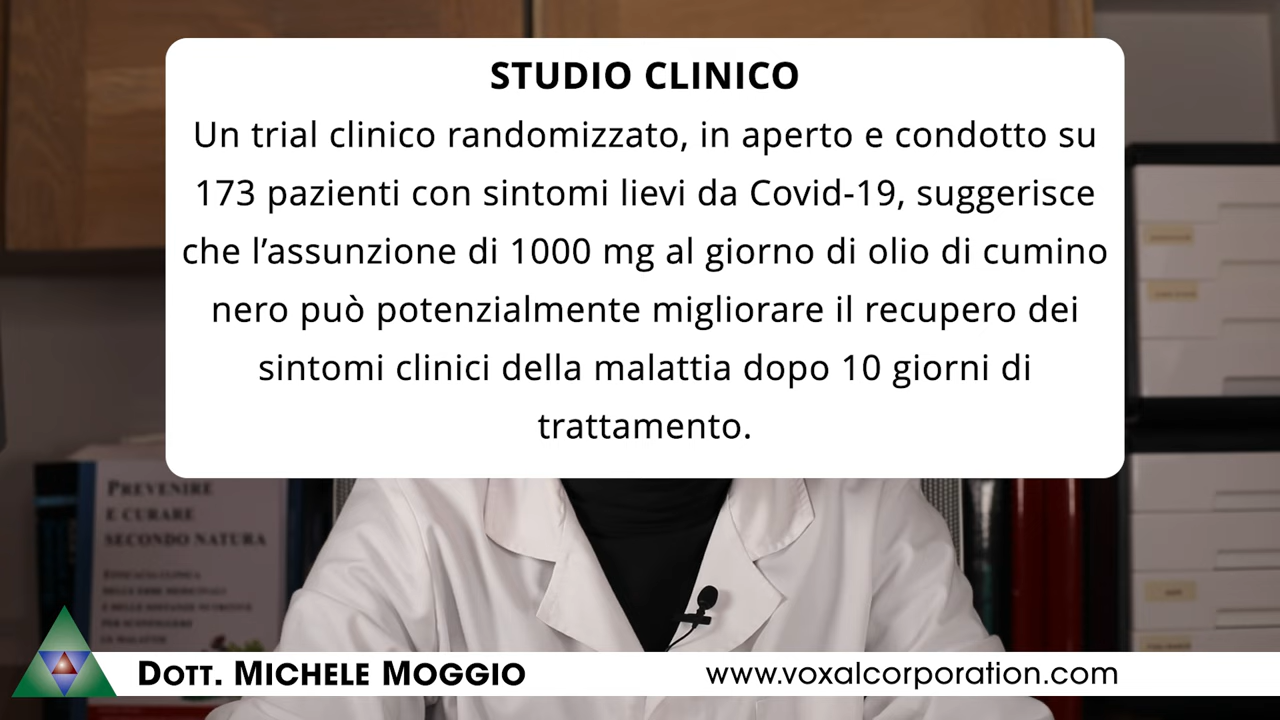 STUDIO CLINICO
Un trial clinico randomizzato, in aperto e condotto su
173 pazienti con sintomi lievi da Covid-19, suggerisce
che l’assunzione di 1000 mg al giorno di olio di cumino
nero può potenzialmente migliorare il recupero dei
sintomi clinici della malattia dopo 10 giorni di
trattamento.
PREVENIRE
E CURARE
SECONDO NATURA
DOTT. MICHELE MOGGIO
www.voxalcorporation.com